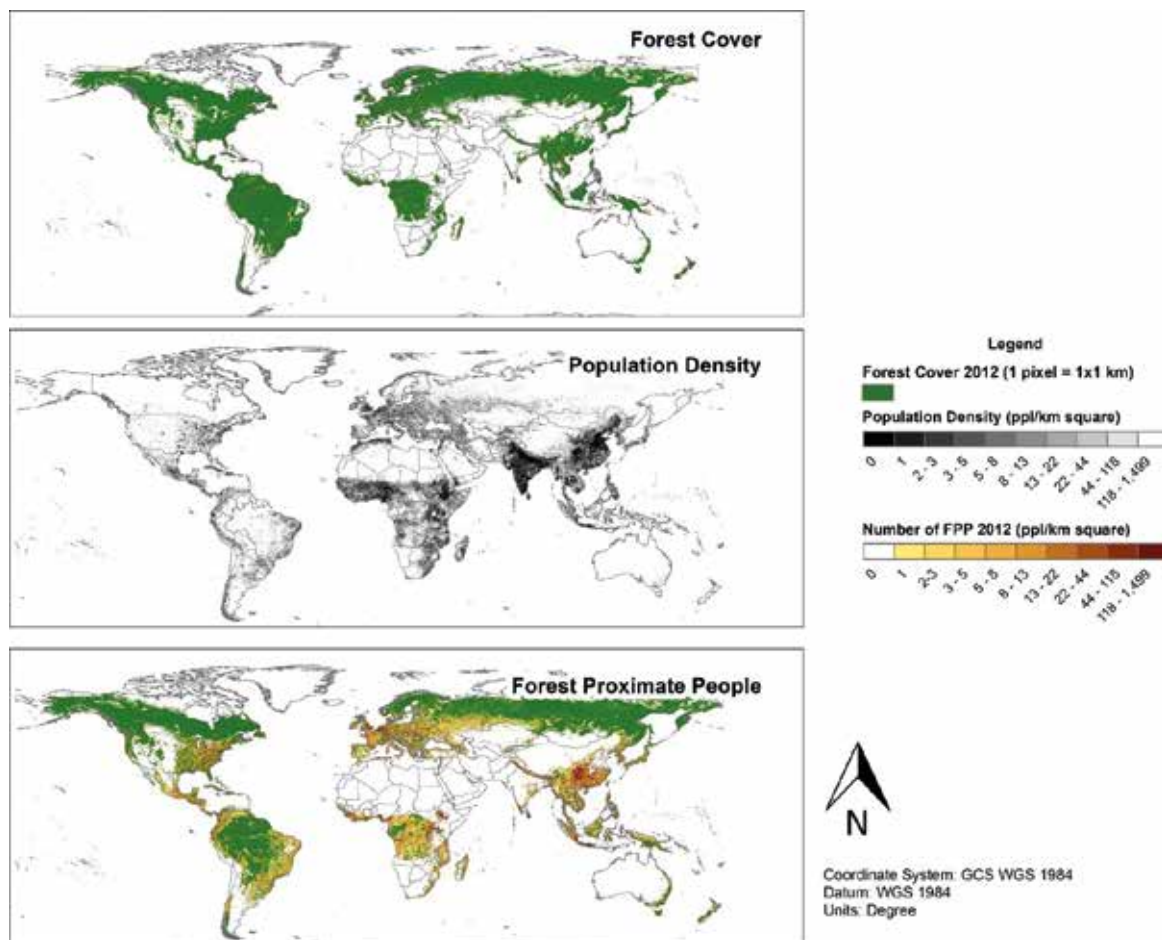 Forest Cover
Population Density
Forest Proximate People
Legend
Forest Cover 2012 (1 pixel = 1x1 km)
Population Density (ppl/km square)
0
1
2-3
3-5
5-8
8-13
13-22
22-44
44-118
118-1,499
Number of FPP 2012 (ppl/km square)
0
1
2-3
3-5
5-8
8-13
13-22
22-44
44-118
118-1,499
N
Coordinate System: GCS WGS 1984
Datum: WGS 1984
Units: Degree